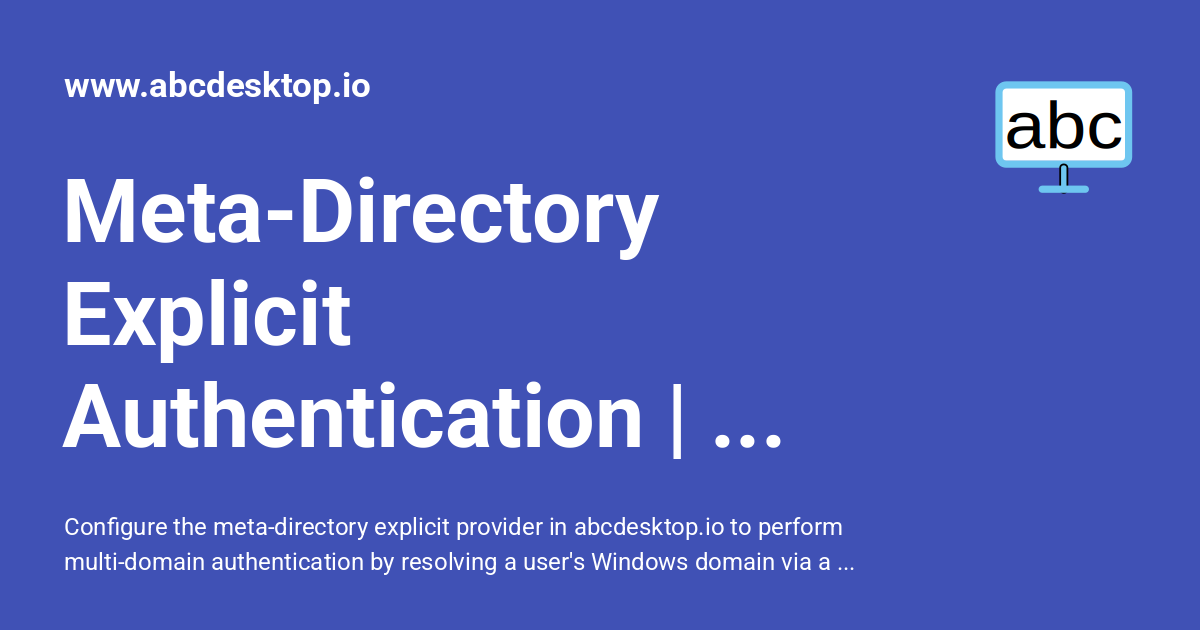 www.abcdesktop.io
abc
Meta-Directory
Explicit
Authentication | ...
Configure the meta-directory explicit provider in abcdesktop.io to perform
multi-domain authentication by resolving a user's Windows domain via a ...